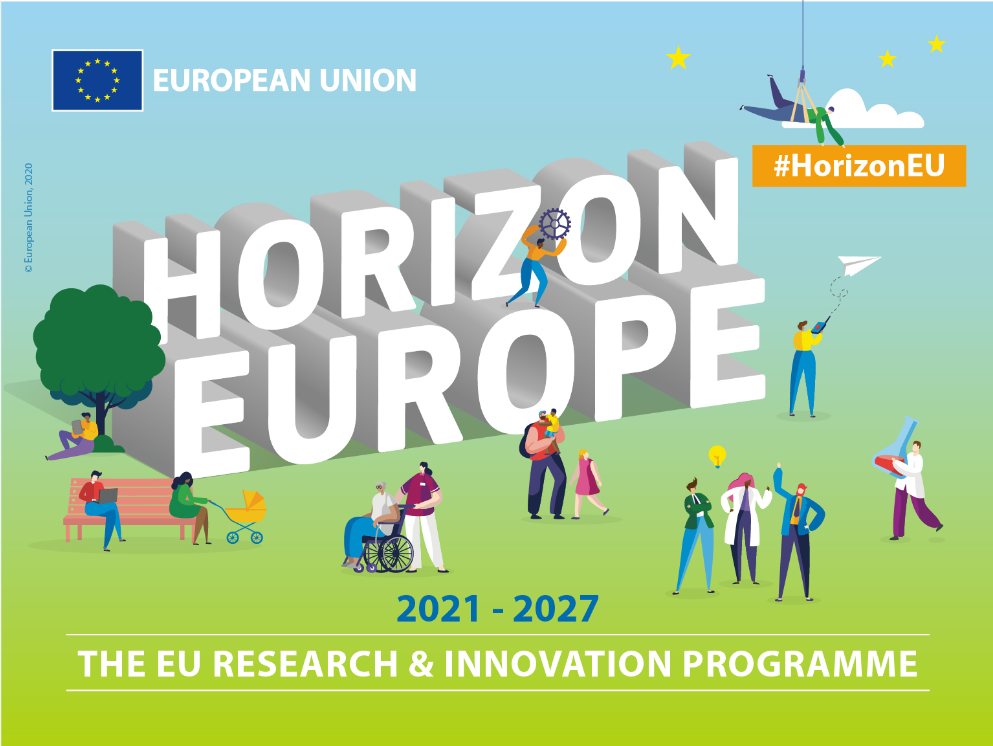 EUROPEAN UNION
#HorizonEU
© European Union, 2020
HORIZON
EUROPE
2021 - 2027
THE EU RESEARCH & INNOVATION PROGRAMME